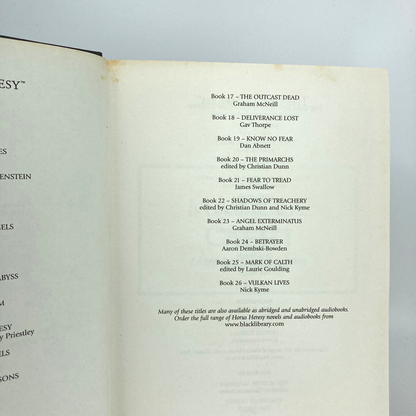 ESY™
ES
ENSTEIN
ELS
ABYSS
M
ESY
y Priestley
ELS
SONS
Book 17 – THE OUTCAST DEAD
Graham McNeill
Book 18 – DELIVERANCE LOST
Gav Thorpe
Book 19 – KNOW NO FEAR
Dan Abnett
Book 20 – THE PRIMARCHS
edited by Christian Dunn
Book 21 – FEAR TO TREAD
James Swallow
Book 22 – SHADOWS OF TREACHERY
edited by Christian Dunn and Nick Kyme
Book 23 – ANGEL EXTERMINATUS
Graham McNeill
Book 24 – BETRAYER
Aaron Dembski-Bowden
Book 25 – MARK OF CALTH
edited by Laurie Goulding
Book 26 – VULKAN LIVES
Nick Kyme
Many of these titles are also available as abridged and unabridged audiobooks.
Order the full range of Horus Heresy novels and audiobooks from
www.blacklibrary.com